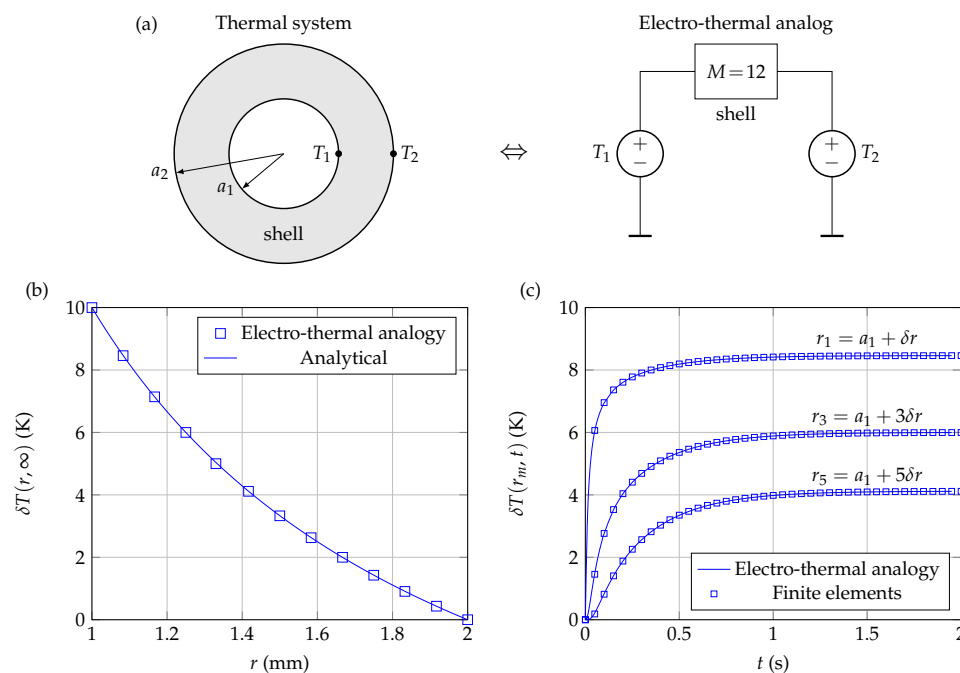 (a)
Thermal system
Electro-thermal analog
M = 12
shell
T₁
T₂
⇔
T₁
+
−
+
−
T₂
a₂
a₁
shell
(b)
(c)
10
8
6
4
2
0
δT(r, ∞) (K)
Electro-thermal analogy
Analytical
1
1.2
1.4
1.6
1.8
2
r (mm)
10
8
6
4
2
0
δT(rₘ, t) (K)
r₁ = a₁ + δr
r₃ = a₁ + 3δr
r₅ = a₁ + 5δr
Electro-thermal analogy
Finite elements
0
0.5
1
1.5
2
t (s)